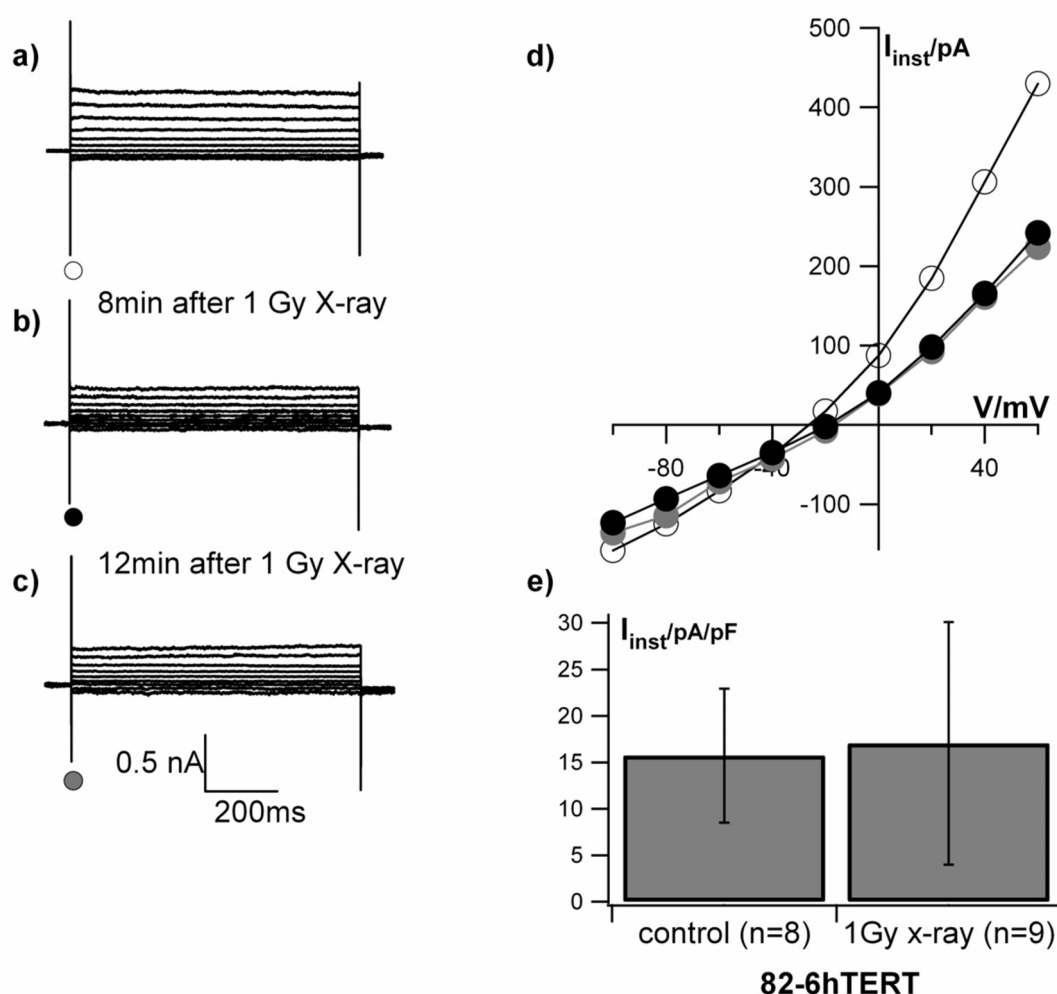 a)
8min after 1 Gy X-ray
b)
12min after 1 Gy X-ray
c)
0.5 nA
200ms
d)
I_inst/pA
500
400
300
200
100
-100
V/mV
-80
-40
40
e)
I_inst/pA/pF
30
25
20
15
10
5
0
control (n=8)
1Gy x-ray (n=9)
82-6hTERT